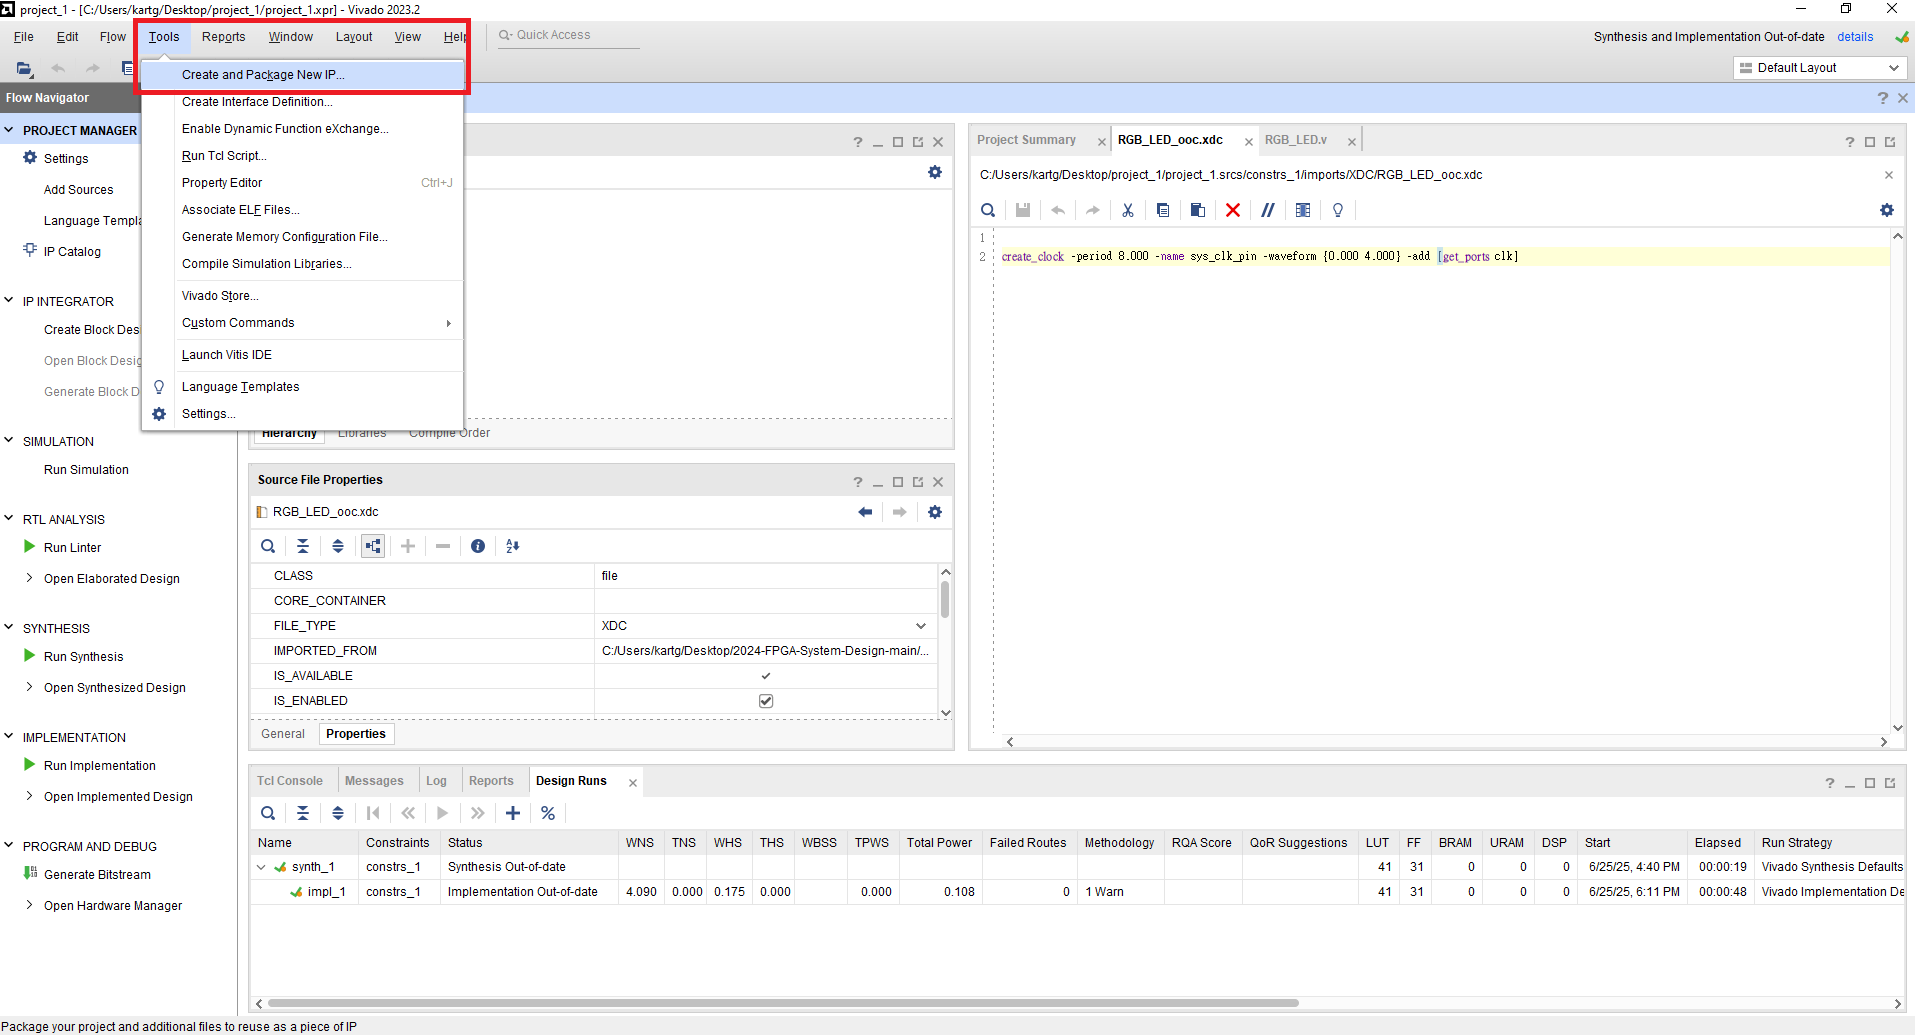 project_1 - [C:/Users/kartg/Desktop/project_1/project_1.xpr] - Vivado 2023.2
File Edit Flow Tools Reports Window Layout View Help Quick Access
Synthesis and Implementation Out-of-date details
Default Layout
Flow Navigator
PROJECT MANAGER
Settings
Add Sources
Language Templa
IP Catalog
IP INTEGRATOR
Create Block Desi
Open Block Desig
Generate Block D
SIMULATION
Run Simulation
RTL ANALYSIS
Run Linter
Open Elaborated Design
SYNTHESIS
Run Synthesis
Open Synthesized Design
IMPLEMENTATION
Run Implementation
Open Implemented Design
PROGRAM AND DEBUG
Generate Bitstream
Open Hardware Manager
Create and Package New IP...
Create Interface Definition...
Enable Dynamic Function eXchange...
Run Tcl Script...
Property Editor Ctrl+J
Associate ELF Files...
Generate Memory Configuration File...
Compile Simulation Libraries...
Vivado Store...
Custom Commands
Launch Vitis IDE
Language Templates
Settings...
Hierarchy Libraries Compile Order
Source File Properties
RGB_LED_ooc.xdc
CLASS file
CORE_CONTAINER
FILE_TYPE XDC
IMPORTED_FROM C:/Users/kartg/Desktop/2024-FPGA-System-Design-main/...
IS_AVAILABLE
IS_ENABLED
General Properties
Project Summary RGB_LED_ooc.xdc RGB_LED.v
C:/Users/kartg/Desktop/project_1/project_1.srcs/constrs_1/imports/XDC/RGB_LED_ooc.xdc
1
2 create_clock -period 8.000 -name sys_clk_pin -waveform {0.000 4.000} -add [get_ports clk]
Tcl Console Messages Log Reports Design Runs
Name Constraints Status WNS TNS WHS THS WBSS TPWS Total Power Failed Routes Methodology RQA Score QoR Suggestions LUT FF BRAM URAM DSP Start Elapsed Run Strategy
synth_1 constrs_1 Synthesis Out-of-date 41 31 0 0 0 6/25/25, 4:40 PM 00:00:19 Vivado Synthesis Defaults
impl_1 constrs_1 Implementation Out-of-date 4.090 0.000 0.175 0.000 0.000 0.108 0 1 Warn 41 31 0 0 0 6/25/25, 6:11 PM 00:00:48 Vivado Implementation De
Package your project and additional files to reuse as a piece of IP